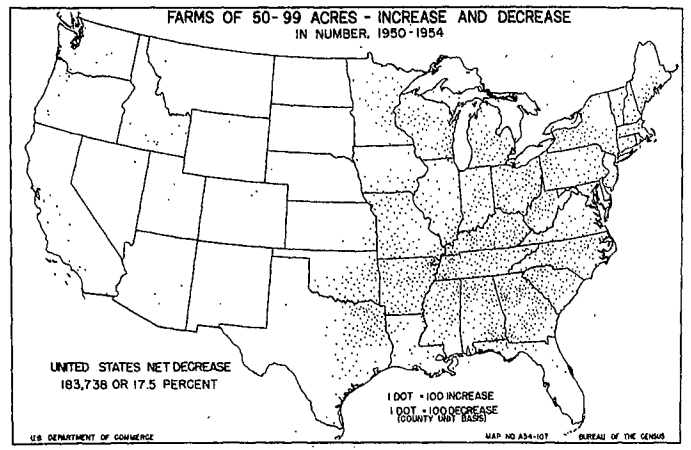 FARMS OF 50-99 ACRES - INCREASE AND DECREASE
IN NUMBER, 1950-1954
UNITED STATES NET DECREASE
183,738 OR 17.5 PERCENT
1 DOT = 100 INCREASE
1 DOT = 100 DECREASE
(COUNTY UNIT BASIS)
U.S. DEPARTMENT OF COMMERCE
MAP NO. A54-107
BUREAU OF THE CENSUS